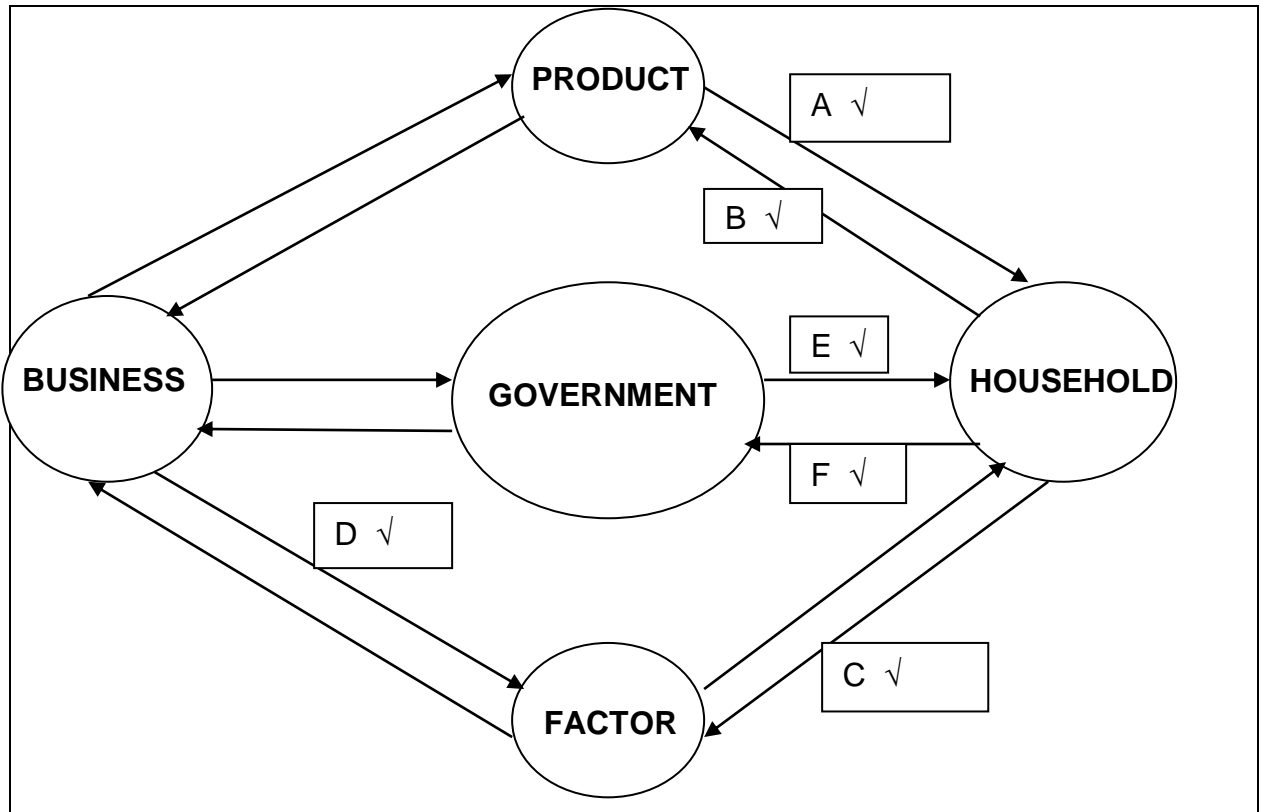 PRODUCT
A √
B √
E √
BUSINESS
GOVERNMENT
HOUSEHOLD
F √
D √
C √
FACTOR